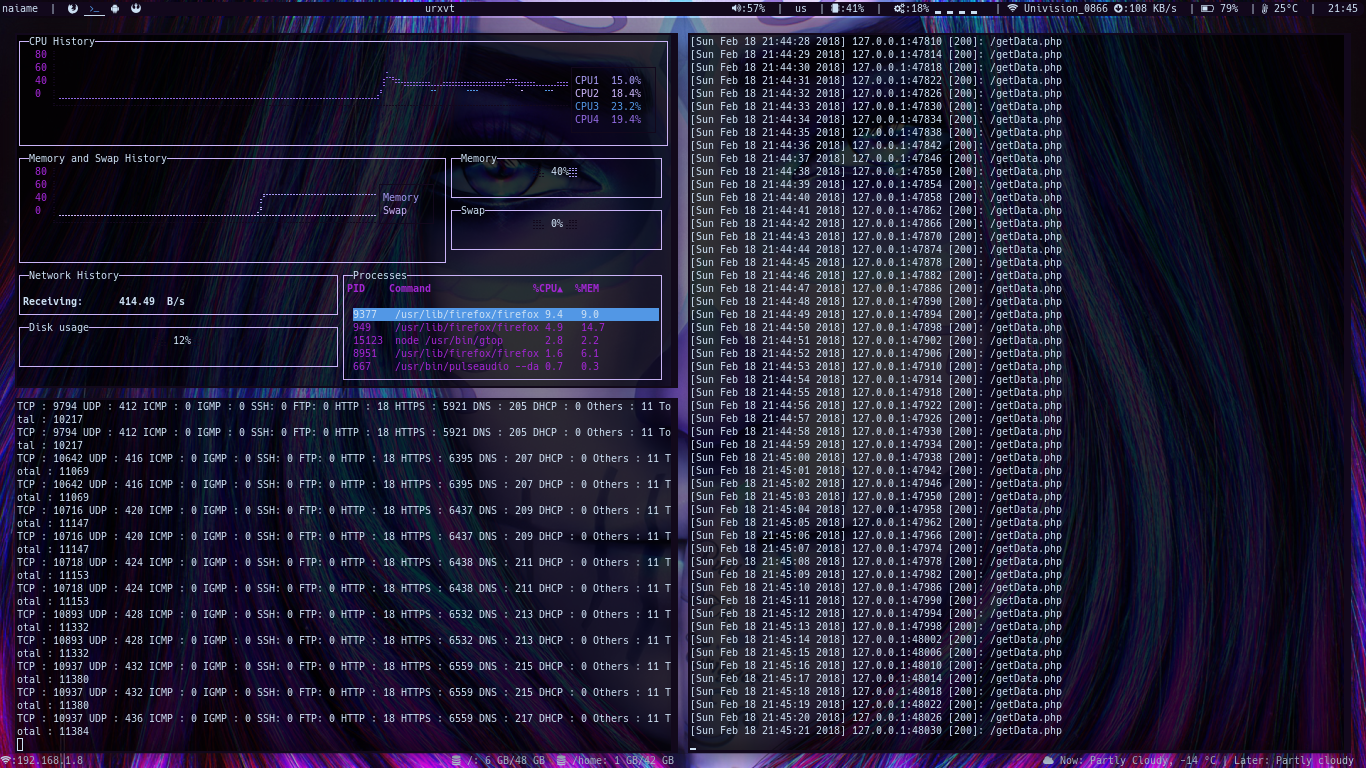 naiame | >_ urxvt :57% | us | :41% | :18% | Univision_0866 :108 KB/s | 79% | 25°C | 21:45
CPU History
80
60
40
0
CPU1 15.0%
CPU2 18.4%
CPU3 23.2%
CPU4 19.4%
Memory and Swap History
80
60
40
0
Memory
Swap
Memory
40%
Swap
0%
Network History
Receiving: 414.49 B/s
Disk usage
12%
Processes
PID Command %CPU▲ %MEM
9377 /usr/lib/firefox/firefox 9.4 9.0
949 /usr/lib/firefox/firefox 4.9 14.7
15123 node /usr/bin/gtop 2.8 2.2
8951 /usr/lib/firefox/firefox 1.6 6.1
667 /usr/bin/pulseaudio --da 0.7 0.3
TCP : 9794 UDP : 412 ICMP : 0 IGMP : 0 SSH: 0 FTP: 0 HTTP : 18 HTTPS : 5921 DNS : 205 DHCP : 0 Others : 11 To
tal : 10217
TCP : 9794 UDP : 412 ICMP : 0 IGMP : 0 SSH: 0 FTP: 0 HTTP : 18 HTTPS : 5921 DNS : 205 DHCP : 0 Others : 11 To
tal : 10217
TCP : 10642 UDP : 416 ICMP : 0 IGMP : 0 SSH: 0 FTP: 0 HTTP : 18 HTTPS : 6395 DNS : 207 DHCP : 0 Others : 11 T
otal : 11069
TCP : 10642 UDP : 416 ICMP : 0 IGMP : 0 SSH: 0 FTP: 0 HTTP : 18 HTTPS : 6395 DNS : 207 DHCP : 0 Others : 11 T
otal : 11069
TCP : 10716 UDP : 420 ICMP : 0 IGMP : 0 SSH: 0 FTP: 0 HTTP : 18 HTTPS : 6437 DNS : 209 DHCP : 0 Others : 11 T
otal : 11147
TCP : 10716 UDP : 420 ICMP : 0 IGMP : 0 SSH: 0 FTP: 0 HTTP : 18 HTTPS : 6437 DNS : 209 DHCP : 0 Others : 11 T
otal : 11147
TCP : 10718 UDP : 424 ICMP : 0 IGMP : 0 SSH: 0 FTP: 0 HTTP : 18 HTTPS : 6438 DNS : 211 DHCP : 0 Others : 11 T
otal : 11153
TCP : 10718 UDP : 424 ICMP : 0 IGMP : 0 SSH: 0 FTP: 0 HTTP : 18 HTTPS : 6438 DNS : 211 DHCP : 0 Others : 11 T
otal : 11153
TCP : 10893 UDP : 428 ICMP : 0 IGMP : 0 SSH: 0 FTP: 0 HTTP : 18 HTTPS : 6532 DNS : 213 DHCP : 0 Others : 11 T
otal : 11332
TCP : 10893 UDP : 428 ICMP : 0 IGMP : 0 SSH: 0 FTP: 0 HTTP : 18 HTTPS : 6532 DNS : 213 DHCP : 0 Others : 11 T
otal : 11332
TCP : 10937 UDP : 432 ICMP : 0 IGMP : 0 SSH: 0 FTP: 0 HTTP : 18 HTTPS : 6559 DNS : 215 DHCP : 0 Others : 11 T
otal : 11380
TCP : 10937 UDP : 432 ICMP : 0 IGMP : 0 SSH: 0 FTP: 0 HTTP : 18 HTTPS : 6559 DNS : 215 DHCP : 0 Others : 11 T
otal : 11380
TCP : 10937 UDP : 436 ICMP : 0 IGMP : 0 SSH: 0 FTP: 0 HTTP : 18 HTTPS : 6559 DNS : 217 DHCP : 0 Others : 11 T
otal : 11384
[Sun Feb 18 21:44:28 2018] 127.0.0.1:47810 [200]: /getData.php
[Sun Feb 18 21:44:29 2018] 127.0.0.1:47814 [200]: /getData.php
[Sun Feb 18 21:44:30 2018] 127.0.0.1:47818 [200]: /getData.php
[Sun Feb 18 21:44:31 2018] 127.0.0.1:47822 [200]: /getData.php
[Sun Feb 18 21:44:32 2018] 127.0.0.1:47826 [200]: /getData.php
[Sun Feb 18 21:44:33 2018] 127.0.0.1:47830 [200]: /getData.php
[Sun Feb 18 21:44:34 2018] 127.0.0.1:47834 [200]: /getData.php
[Sun Feb 18 21:44:35 2018] 127.0.0.1:47838 [200]: /getData.php
[Sun Feb 18 21:44:36 2018] 127.0.0.1:47842 [200]: /getData.php
[Sun Feb 18 21:44:37 2018] 127.0.0.1:47846 [200]: /getData.php
[Sun Feb 18 21:44:38 2018] 127.0.0.1:47850 [200]: /getData.php
[Sun Feb 18 21:44:39 2018] 127.0.0.1:47854 [200]: /getData.php
[Sun Feb 18 21:44:40 2018] 127.0.0.1:47858 [200]: /getData.php
[Sun Feb 18 21:44:41 2018] 127.0.0.1:47862 [200]: /getData.php
[Sun Feb 18 21:44:42 2018] 127.0.0.1:47866 [200]: /getData.php
[Sun Feb 18 21:44:43 2018] 127.0.0.1:47870 [200]: /getData.php
[Sun Feb 18 21:44:44 2018] 127.0.0.1:47874 [200]: /getData.php
[Sun Feb 18 21:44:45 2018] 127.0.0.1:47878 [200]: /getData.php
[Sun Feb 18 21:44:46 2018] 127.0.0.1:47882 [200]: /getData.php
[Sun Feb 18 21:44:47 2018] 127.0.0.1:47886 [200]: /getData.php
[Sun Feb 18 21:44:48 2018] 127.0.0.1:47890 [200]: /getData.php
[Sun Feb 18 21:44:49 2018] 127.0.0.1:47894 [200]: /getData.php
[Sun Feb 18 21:44:50 2018] 127.0.0.1:47898 [200]: /getData.php
[Sun Feb 18 21:44:51 2018] 127.0.0.1:47902 [200]: /getData.php
[Sun Feb 18 21:44:52 2018] 127.0.0.1:47906 [200]: /getData.php
[Sun Feb 18 21:44:53 2018] 127.0.0.1:47910 [200]: /getData.php
[Sun Feb 18 21:44:54 2018] 127.0.0.1:47914 [200]: /getData.php
[Sun Feb 18 21:44:55 2018] 127.0.0.1:47918 [200]: /getData.php
[Sun Feb 18 21:44:56 2018] 127.0.0.1:47922 [200]: /getData.php
[Sun Feb 18 21:44:57 2018] 127.0.0.1:47926 [200]: /getData.php
[Sun Feb 18 21:44:58 2018] 127.0.0.1:47930 [200]: /getData.php
[Sun Feb 18 21:44:59 2018] 127.0.0.1:47934 [200]: /getData.php
[Sun Feb 18 21:45:00 2018] 127.0.0.1:47938 [200]: /getData.php
[Sun Feb 18 21:45:01 2018] 127.0.0.1:47942 [200]: /getData.php
[Sun Feb 18 21:45:02 2018] 127.0.0.1:47946 [200]: /getData.php
[Sun Feb 18 21:45:03 2018] 127.0.0.1:47950 [200]: /getData.php
[Sun Feb 18 21:45:04 2018] 127.0.0.1:47958 [200]: /getData.php
[Sun Feb 18 21:45:05 2018] 127.0.0.1:47962 [200]: /getData.php
[Sun Feb 18 21:45:06 2018] 127.0.0.1:47966 [200]: /getData.php
[Sun Feb 18 21:45:07 2018] 127.0.0.1:47974 [200]: /getData.php
[Sun Feb 18 21:45:08 2018] 127.0.0.1:47978 [200]: /getData.php
[Sun Feb 18 21:45:09 2018] 127.0.0.1:47982 [200]: /getData.php
[Sun Feb 18 21:45:10 2018] 127.0.0.1:47986 [200]: /getData.php
[Sun Feb 18 21:45:11 2018] 127.0.0.1:47990 [200]: /getData.php
[Sun Feb 18 21:45:12 2018] 127.0.0.1:47994 [200]: /getData.php
[Sun Feb 18 21:45:13 2018] 127.0.0.1:47998 [200]: /getData.php
[Sun Feb 18 21:45:14 2018] 127.0.0.1:48002 [200]: /getData.php
[Sun Feb 18 21:45:15 2018] 127.0.0.1:48006 [200]: /getData.php
[Sun Feb 18 21:45:16 2018] 127.0.0.1:48010 [200]: /getData.php
[Sun Feb 18 21:45:17 2018] 127.0.0.1:48014 [200]: /getData.php
[Sun Feb 18 21:45:18 2018] 127.0.0.1:48018 [200]: /getData.php
[Sun Feb 18 21:45:19 2018] 127.0.0.1:48022 [200]: /getData.php
[Sun Feb 18 21:45:20 2018] 127.0.0.1:48026 [200]: /getData.php
[Sun Feb 18 21:45:21 2018] 127.0.0.1:48030 [200]: /getData.php
:192.168.1.8 /: 6 GB/48 GB /home: 1 GB/42 GB Now: Partly Cloudy, -14 °C | Later: Partly cloudy